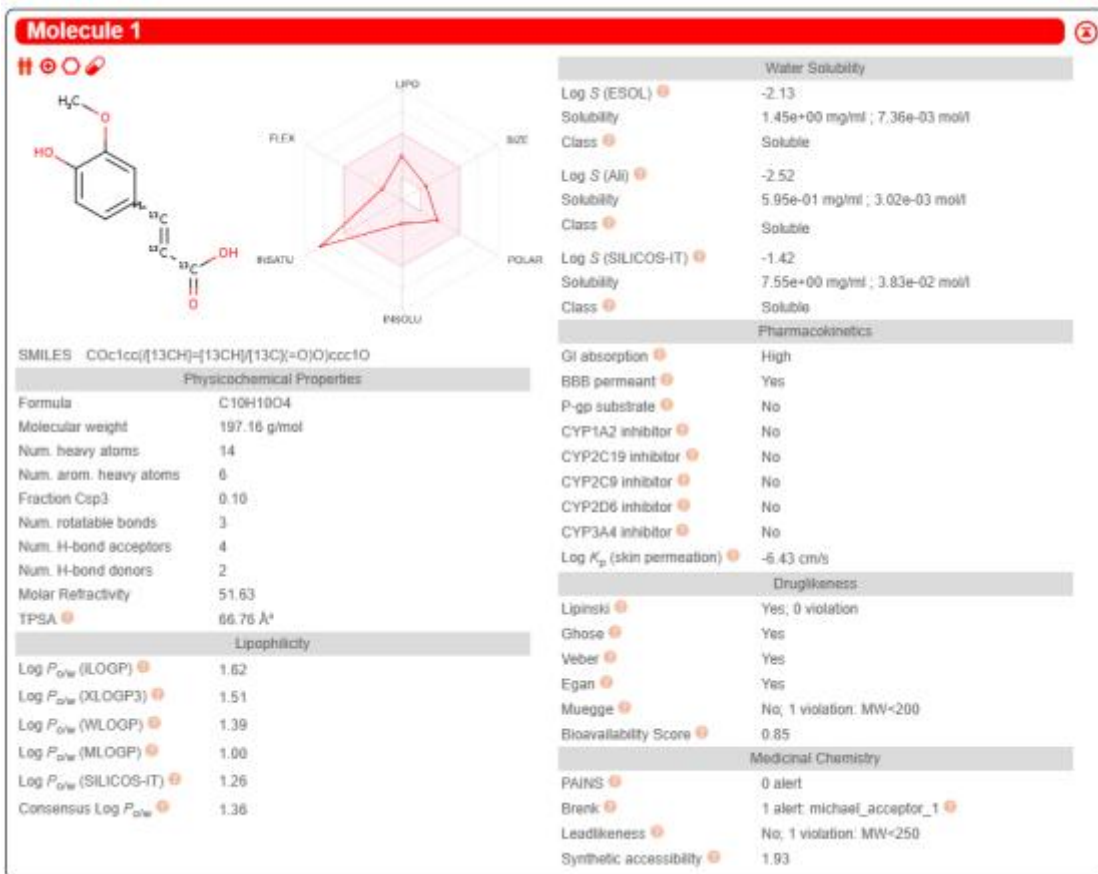 Molecule 1
H₃C
O
HO
¹³C
¹³C
¹³C
OH
O
LIPO
FLEX
SIZE
INSATU
POLAR
INSOLU
SMILES COc1cc(/[13CH]=[13CH]/[13C](=O)O)ccc1O
Physicochemical Properties
Formula C10H10O4
Molecular weight 197.16 g/mol
Num. heavy atoms 14
Num. arom. heavy atoms 6
Fraction Csp3 0.10
Num. rotatable bonds 3
Num. H-bond acceptors 4
Num. H-bond donors 2
Molar Refractivity 51.63
TPSA 66.76 Å²
Lipophilicity
Log Po/w (iLOGP) 1.62
Log Po/w (XLOGP3) 1.51
Log Po/w (WLOGP) 1.39
Log Po/w (MLOGP) 1.00
Log Po/w (SILICOS-IT) 1.26
Consensus Log Po/w 1.36
Water Solubility
Log S (ESOL) -2.13
Solubility 1.45e+00 mg/ml ; 7.36e-03 mol/l
Class Soluble
Log S (Ali) -2.52
Solubility 5.95e-01 mg/ml ; 3.02e-03 mol/l
Class Soluble
Log S (SILICOS-IT) -1.42
Solubility 7.55e+00 mg/ml ; 3.83e-02 mol/l
Class Soluble
Pharmacokinetics
GI absorption High
BBB permeant Yes
P-gp substrate No
CYP1A2 inhibitor No
CYP2C19 inhibitor No
CYP2C9 inhibitor No
CYP2D6 inhibitor No
CYP3A4 inhibitor No
Log Kp (skin permeation) -6.43 cm/s
Druglikeness
Lipinski Yes; 0 violation
Ghose Yes
Veber Yes
Egan Yes
Muegge No; 1 violation: MW<200
Bioavailability Score 0.85
Medicinal Chemistry
PAINS 0 alert
Brenk 1 alert: michael_acceptor_1
Leadlikeness No; 1 violation: MW<250
Synthetic accessibility 1.93